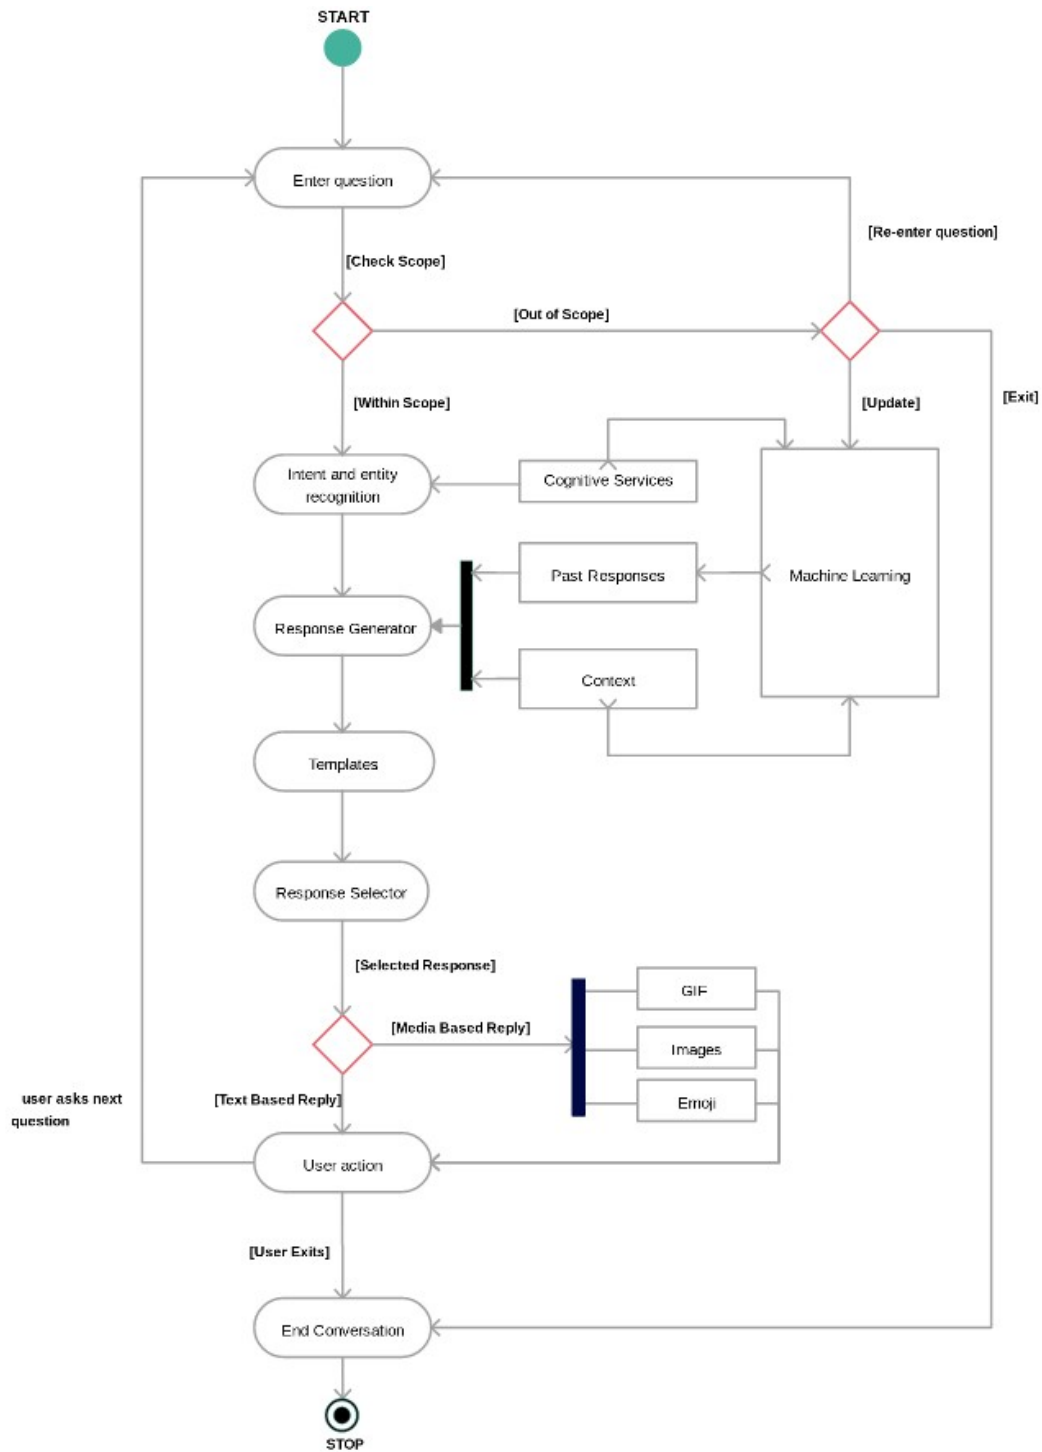 START
Enter question
[Re-enter question]
[Check Scope]
[Out of Scope]
[Within Scope]
[Update]
[Exit]
Intent and entity
recognition
Cognitive Services
Past Responses
Machine Learning
Response Generator
Context
Templates
Response Selector
[Selected Response]
GIF
[Media Based Reply]
Images
user asks next
question
[Text Based Reply]
Emoji
User action
[User Exits]
End Conversation
STOP